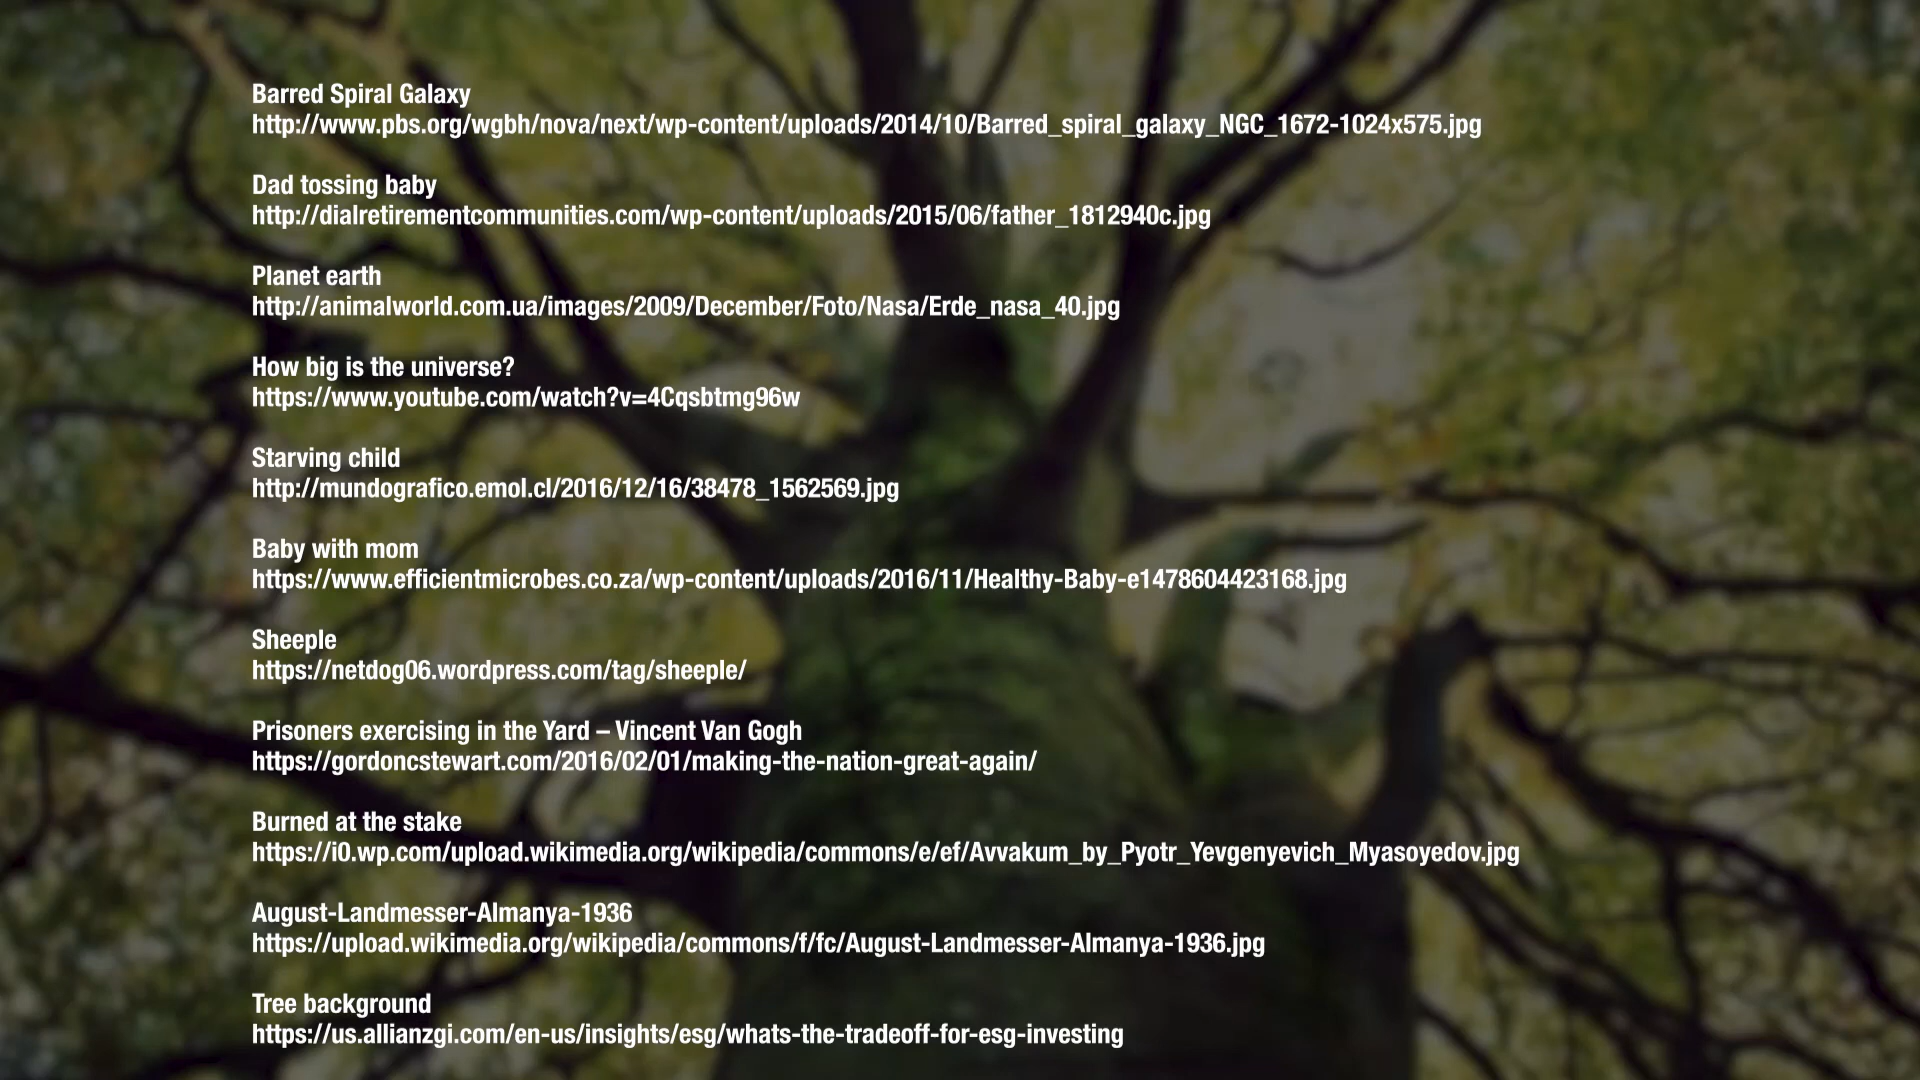 Barred Spiral Galaxy
http://www.pbs.org/wgbh/nova/next/wp-content/uploads/2014/10/Barred_spiral_galaxy_NGC_1672-1024x575.jpg
Dad tossing baby
http://dialretirementcommunities.com/wp-content/uploads/2015/06/father_1812940c.jpg
Planet earth
http://animalworld.com.ua/images/2009/December/Foto/Nasa/Erde_nasa_40.jpg
How big is the universe?
https://www.youtube.com/watch?v=4Cqsbtmg96w
Starving child
http://mundografico.emol.cl/2016/12/16/38478_1562569.jpg
Baby with mom
https://www.efficientmicrobes.co.za/wp-content/uploads/2016/11/Healthy-Baby-e1478604423168.jpg
Sheeple
https://netdog06.wordpress.com/tag/sheeple/
Prisoners exercising in the Yard – Vincent Van Gogh
https://gordoncstewart.com/2016/02/01/making-the-nation-great-again/
Burned at the stake
https://i0.wp.com/upload.wikimedia.org/wikipedia/commons/e/ef/Avvakum_by_Pyotr_Yevgenyevich_Myasoyedov.jpg
August-Landmesser-Almanya-1936
https://upload.wikimedia.org/wikipedia/commons/f/fc/August-Landmesser-Almanya-1936.jpg
Tree background
https://us.allianzgi.com/en-us/insights/esg/whats-the-tradeoff-for-esg-investing